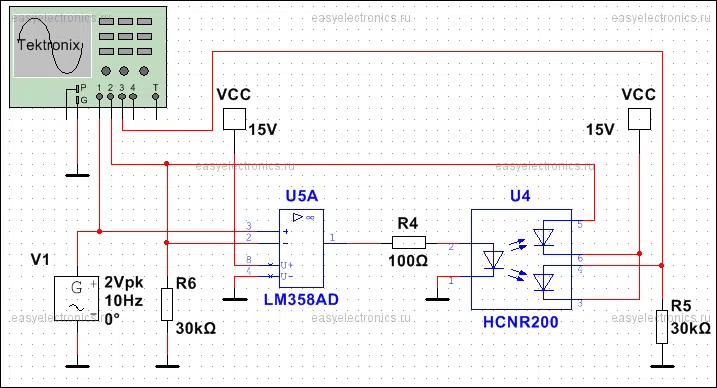 easyelectronics.ru
easyelectronics.ru
Tektronix
P
G
1 2 3 4 T
VCC
15V
VCC
15V
easyelectronics.ru
easyelectronics.ru
U5A
U4
3
2
8
4
+
-
U+
U-
▷∞
1
LM358AD
R4
100Ω
2
1
5
6
4
3
HCNR200
V1
G
+
~
-
2Vpk
10Hz
0°
R6
30kΩ
R5
30kΩ
easyelectronics.ru
easyelectronics.ru
easyelectronics.ru